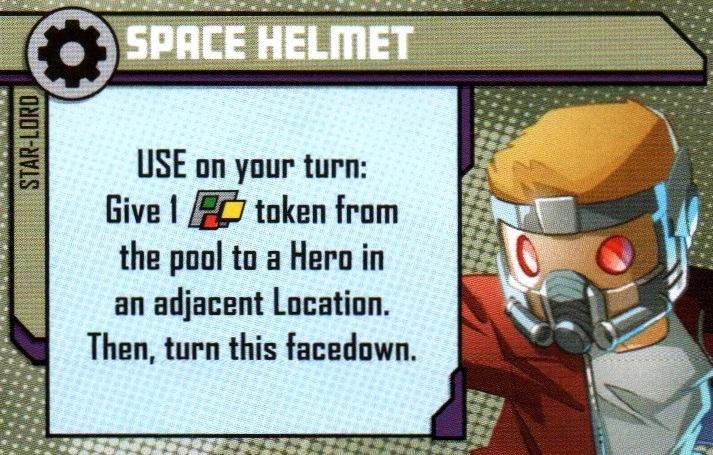 SPACE HELMET
STAR-LORD
USE on your turn:
Give 1 token from
the pool to a Hero in
an adjacent Location.
Then, turn this facedown.